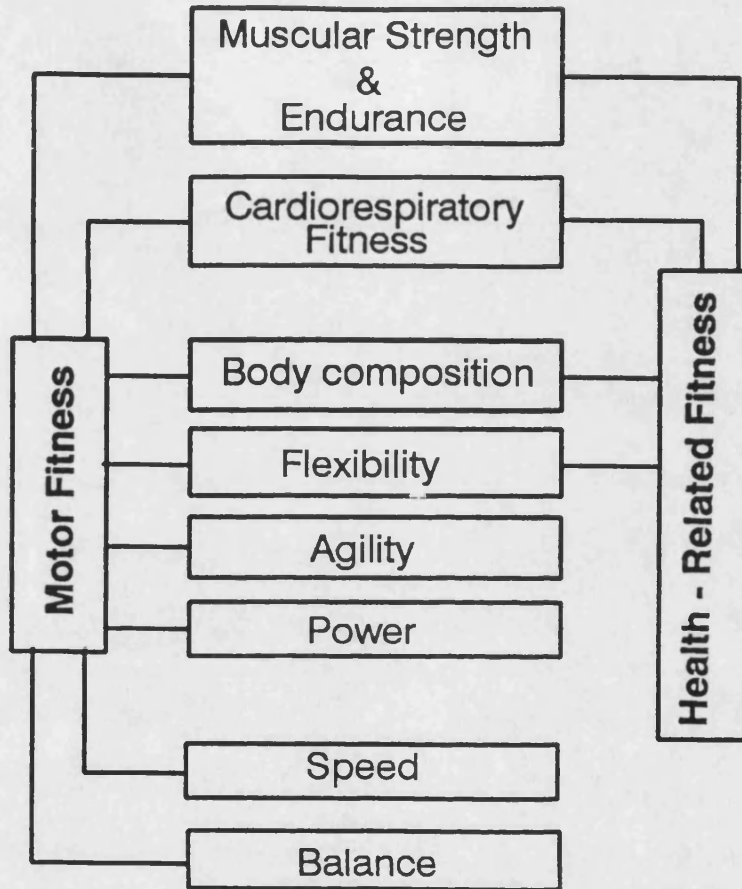 Muscular Strength
&
Endurance
Cardiorespiratory
Fitness
Body composition
Flexibility
Agility
Power
Speed
Balance
Motor Fitness
Health - Related Fitness